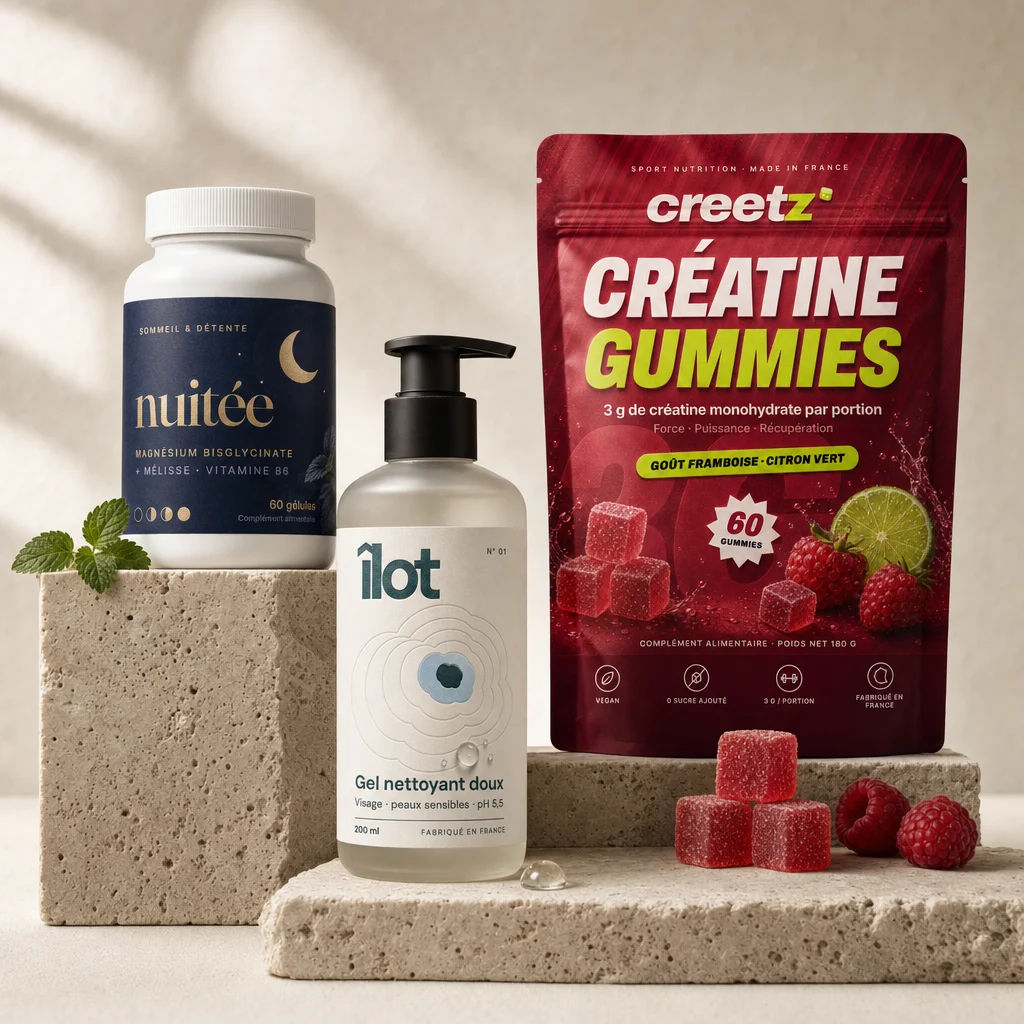 SOMMEIL & DÉTENTE
nuitée
MAGNÉSIUM BISGLYCINATE
+ MÉLISSE · VITAMINE B6
60 gélules
Complément alimentaire
îlot
N° 01
Gel nettoyant doux
Visage · peaux sensibles · pH 5,5
200 ml
FABRIQUÉ EN FRANCE
SPORT NUTRITION · MADE IN FRANCE
creetz
CRÉATINE
GUMMIES
3 g de créatine monohydrate par portion
Force · Puissance · Récupération
GOÛT FRAMBOISE · CITRON VERT
60
GUMMIES
COMPLÉMENT ALIMENTAIRE · POIDS NET 180 G
VEGAN
0 SUCRE AJOUTÉ
3 G / PORTION
FABRIQUÉ EN
FRANCE